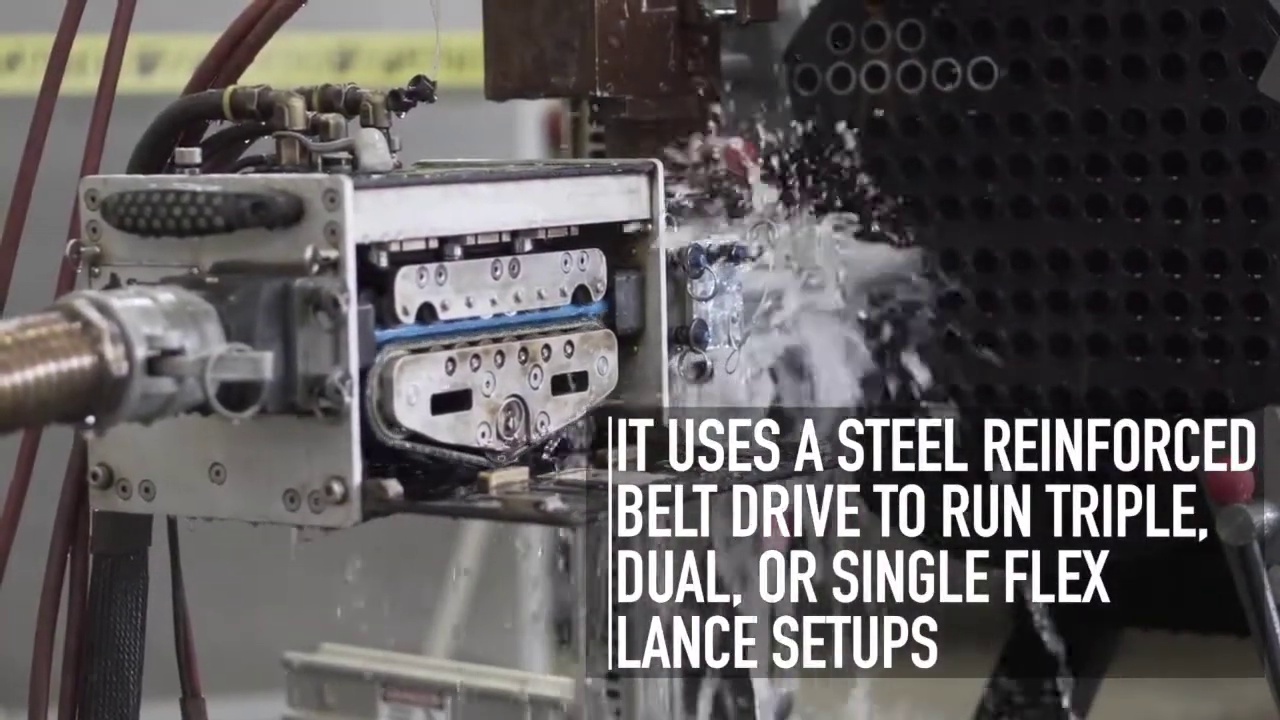 IT USES A STEEL REINFORCED
BELT DRIVE TO RUN TRIPLE,
DUAL, OR SINGLE FLEX
LANCE SETUPS